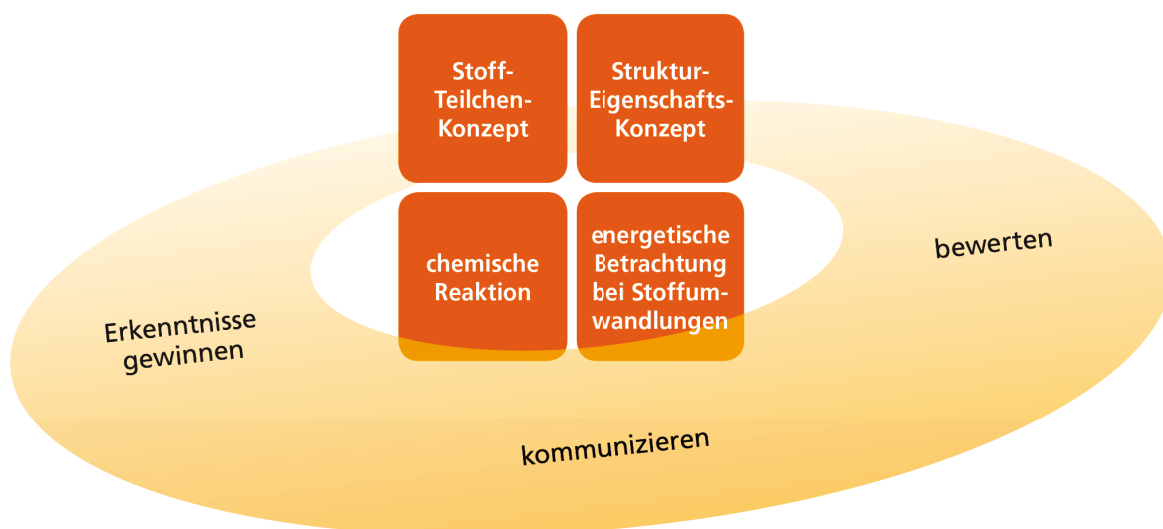 Stoff-
Teilchen-
Konzept
Struktur-
Eigenschafts-
Konzept
chemische
Reaktion
energetische
Betrachtung
bei Stoffum-
wandlungen
bewerten
Erkenntnisse
gewinnen
kommunizieren